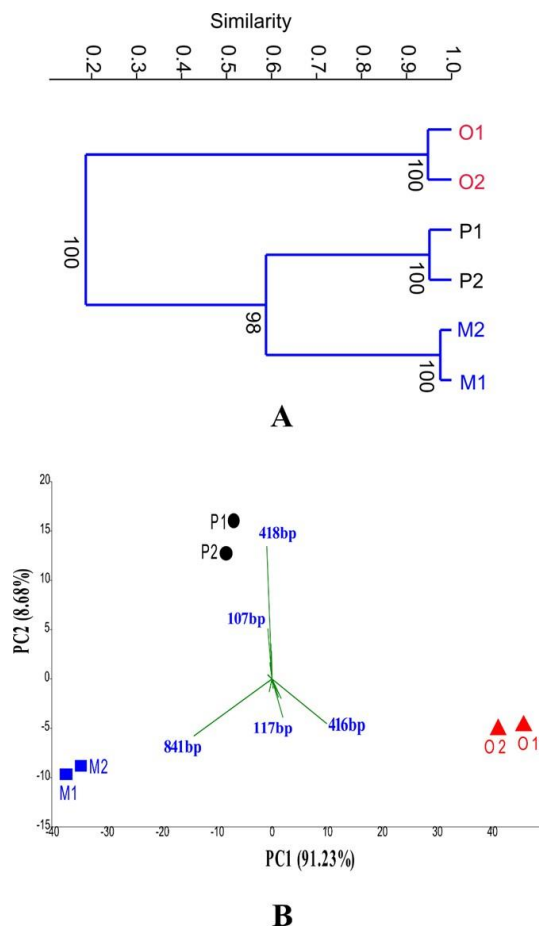 Similarity
0.2 0.3 0.4 0.5 0.6 0.7 0.8 0.9 1.0
O1
100
O2
P1
100
P2
100
98
M2
100
M1
A
20
15
10
5
0
-5
-10
-15
PC2 (8.68%)
P1
P2
418bp
107bp
117bp
416bp
841bp
O2 O1
M2
M1
-40 -30 -20 -10 0 10 20 30 40
PC1 (91.23%)
B